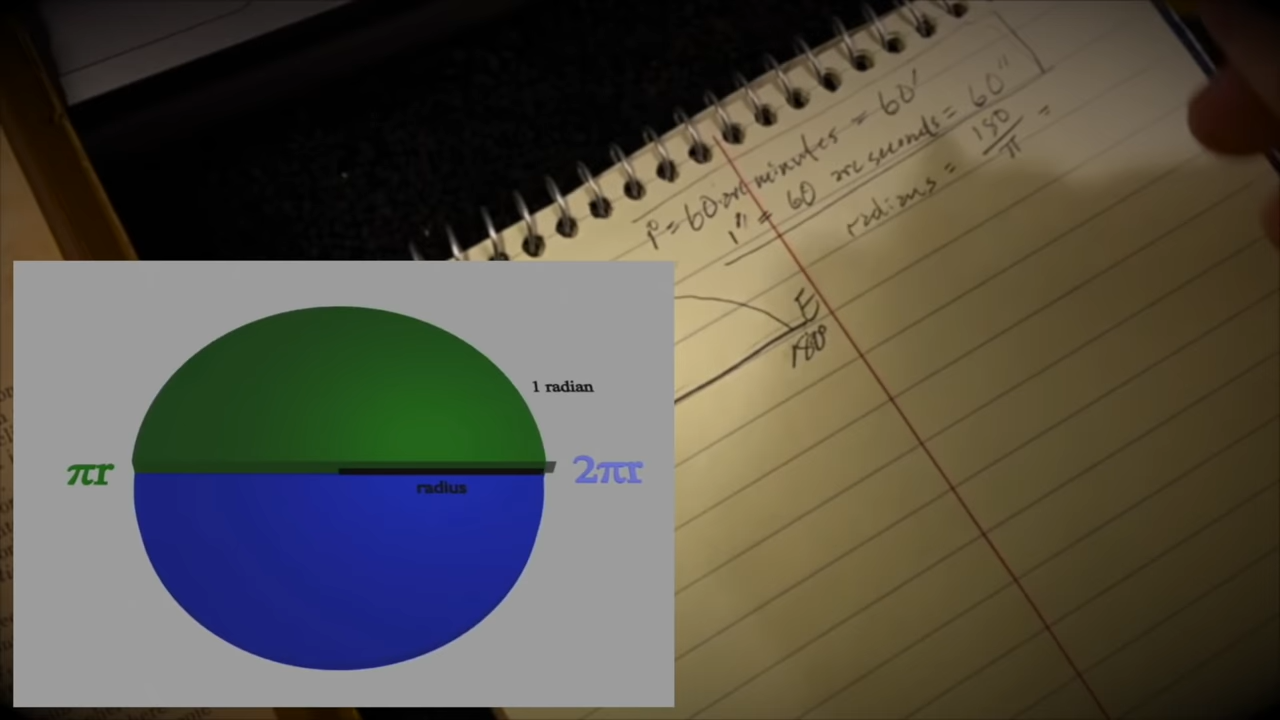 1° = 60 arc minutes = 60'
1' = 60 arc seconds = 60"
radians = 180/π =
E
180°
1 radian
πr
2πr
radius